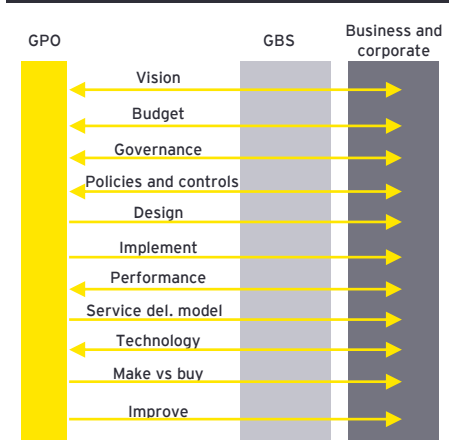 GPO
GBS
Business and
corporate
Vision
Budget
Governance
Policies and controls
Design
Implement
Performance
Service del. model
Technology
Make vs buy
Improve